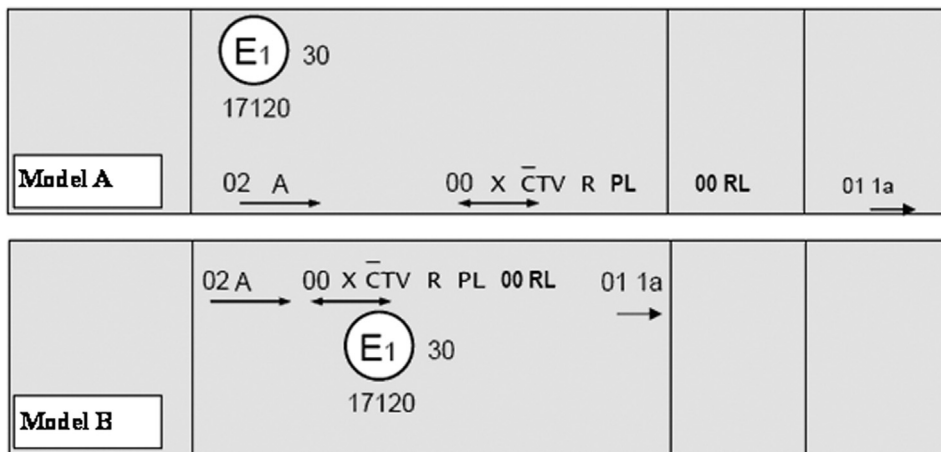 E1 30
17120
Model A
02 A 00 X C̅TV R PL 00 RL 01 1a
02 A 00 X C̅TV R PL 00 RL 01 1a
E1 30
17120
Model B